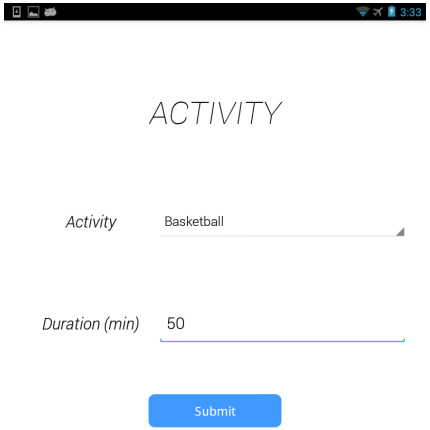 3:33
ACTIVITY
Activity Basketball
Duration (min) 50
Submit